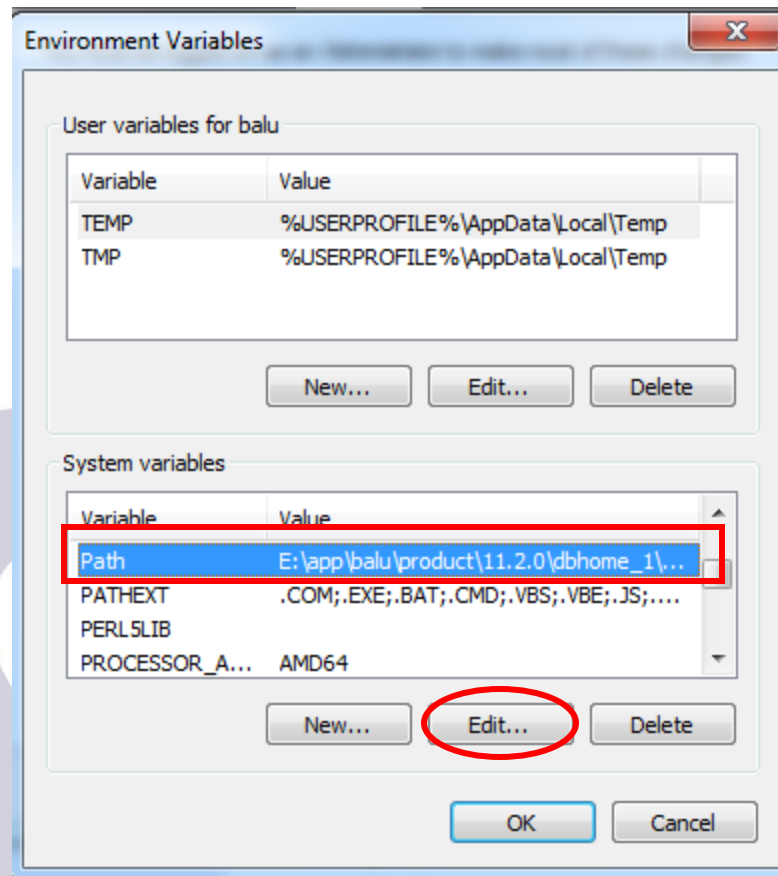 Environment Variables
User variables for balu
Variable Value
TEMP %USERPROFILE%\AppData\Local\Temp
TMP %USERPROFILE%\AppData\Local\Temp
New... Edit... Delete
System variables
Variable Value
Path E:\app\balu\product\11.2.0\dbhome_1\...
PATHEXT .COM;.EXE;.BAT;.CMD;.VBS;.VBE;.JS;....
PERL5LIB
PROCESSOR_A... AMD64
New... Edit... Delete
OK Cancel